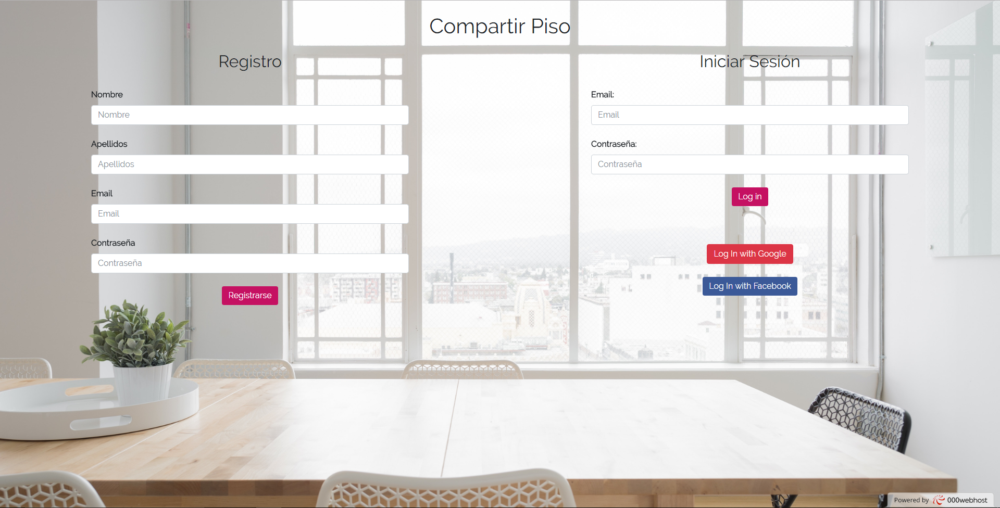 Compartir Piso
Registro
Nombre
Nombre
Apellidos
Apellidos
Email
Email
Contraseña
Contraseña
Registrarse
Iniciar Sesión
Email:
Email
Contraseña:
Contraseña
Log in
Log In with Google
Log In with Facebook
Powered by 000webhost